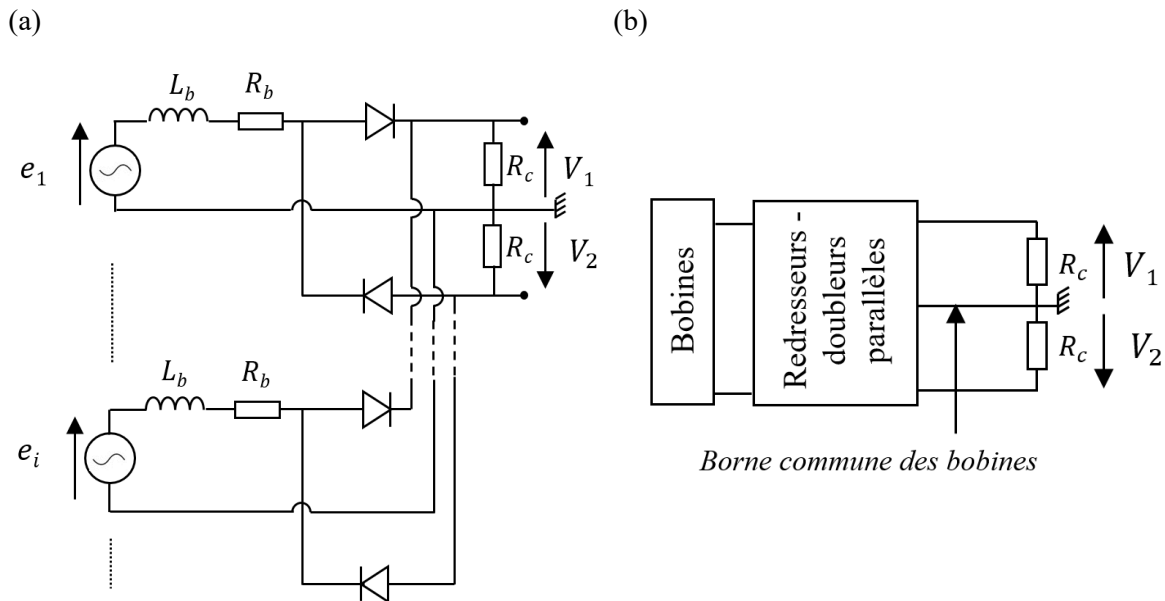 (a)
(b)
L_b
R_b
e_1
R_c
V_1
R_c
V_2
L_b
R_b
e_i
Bobines
Redresseurs -
doubleurs
parallèles
R_c
V_1
R_c
V_2
Borne commune des bobines